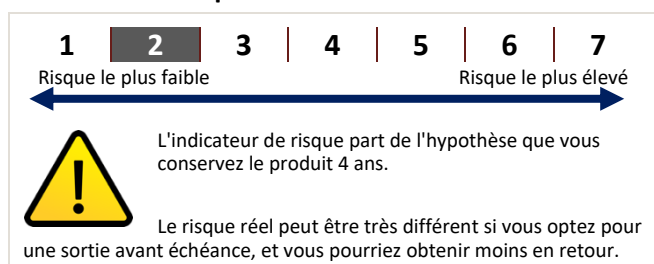 1 2 3 4 5 6 7
Risque le plus faible Risque le plus élevé
L'indicateur de risque part de l'hypothèse que vous
conservez le produit 4 ans.
Le risque réel peut être très différent si vous optez pour
une sortie avant échéance, et vous pourriez obtenir moins en retour.